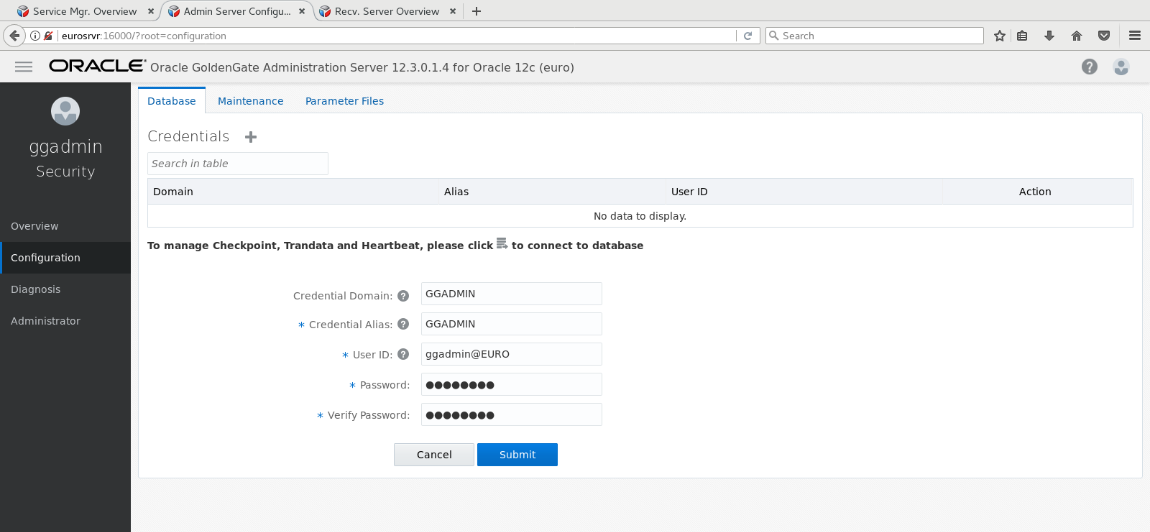 Service Mgr. Overview × Admin Server Configu... × Recv. Server Overview × +
eurosrvr:16000/?root=configuration Search
ORACLE Oracle GoldenGate Administration Server 12.3.0.1.4 for Oracle 12c (euro)
ggadmin
Security
Overview
Configuration
Diagnosis
Administrator
Database Maintenance Parameter Files
Credentials
Search in table
Domain Alias User ID Action
No data to display.
To manage Checkpoint, Trandata and Heartbeat, please click to connect to database
Credential Domain: ? GGADMIN
* Credential Alias: ? GGADMIN
* User ID: ? ggadmin@EURO
* Password: ●●●●●●●●
* Verify Password: ●●●●●●●●
Cancel Submit